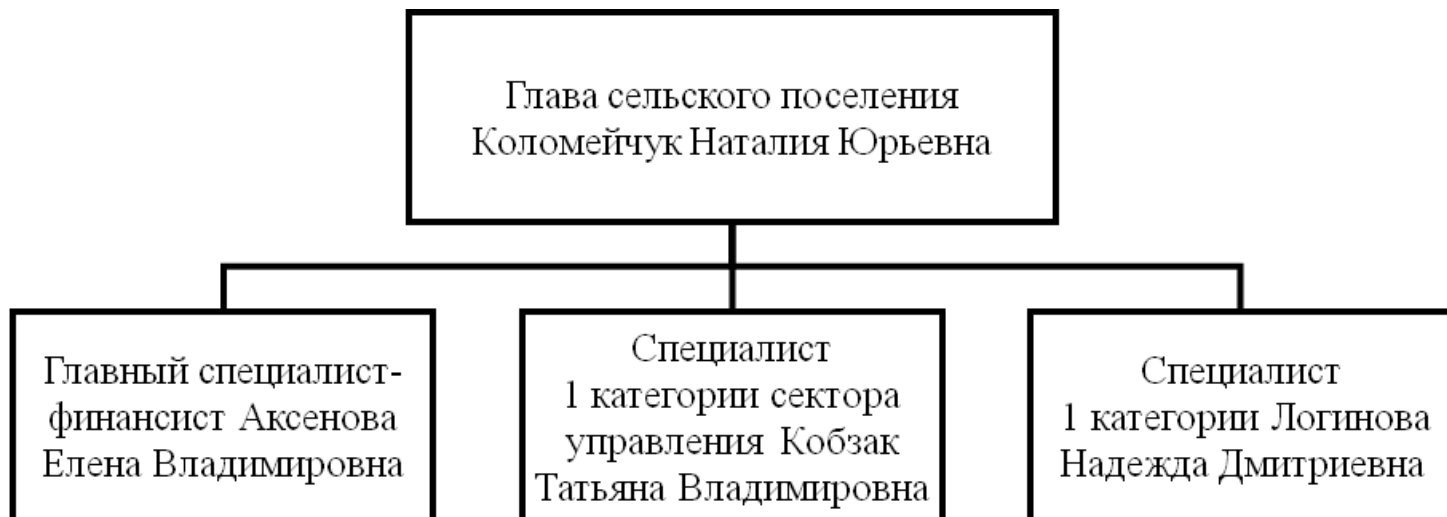 Глава сельского поселения
Коломейчук Наталия Юрьевна
Главный специалист-
финансист Аксенова
Елена Владимировна
Специалист
1 категории сектора
управления Кобзак
Татьяна Владимировна
Специалист
1 категории Логинова
Надежда Дмитриевна